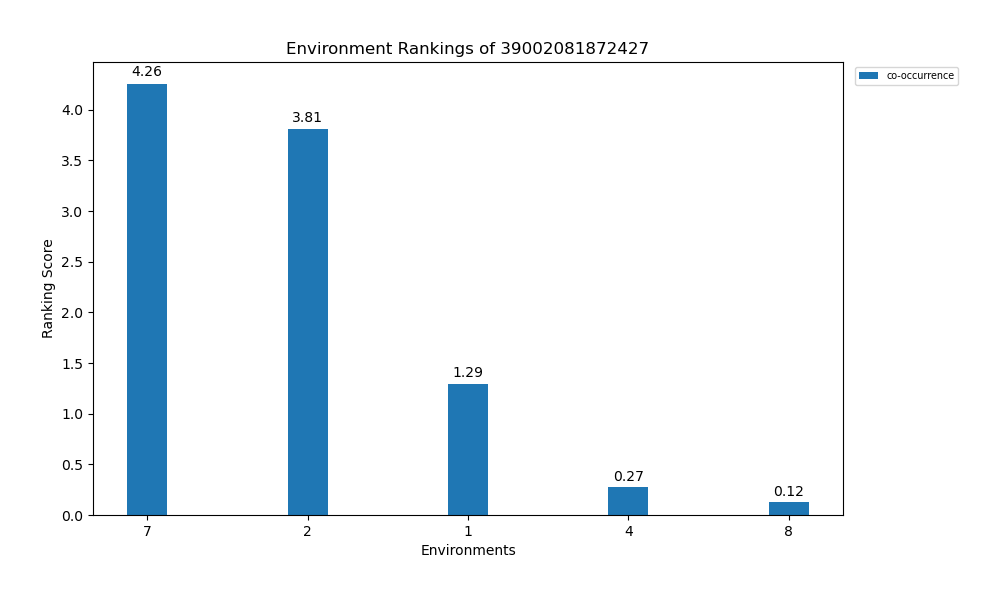 Environment Rankings of 39002081872427
co-occurrence
4.26
3.81
1.29
0.27
0.12
4.0
3.5
3.0
2.5
2.0
1.5
1.0
0.5
0.0
Ranking Score
7 2 1 4 8
Environments